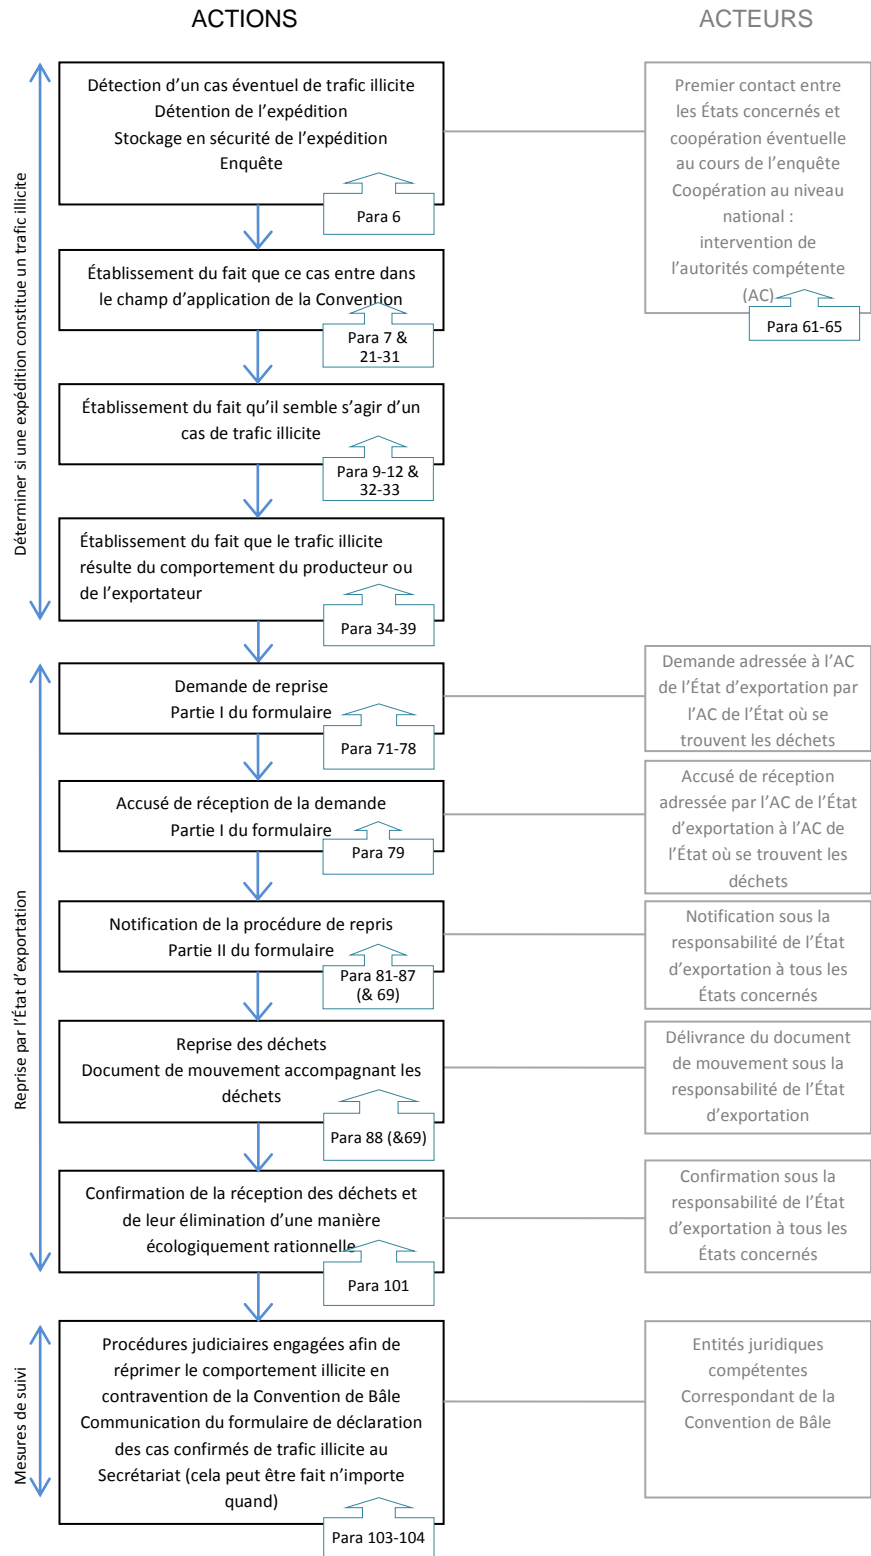 ACTIONS
ACTEURS
Déterminer si une expédition constitue un trafic illicite
Détection d'un cas éventuel de trafic illicite
Détention de l'expédition
Stockage en sécurité de l'expédition
Enquête
Para 6
Premier contact entre
les États concernés et
coopération éventuelle
au cours de l'enquête
Coopération au niveau
national :
intervention de
l'autorités compétente
(AC)
Para 61-65
Établissement du fait que ce cas entre dans
le champ d'application de la Convention
Para 7 &
21-31
Établissement du fait qu'il semble s'agir d'un
cas de trafic illicite
Para 9-12 &
32-33
Établissement du fait que le trafic illicite
résulte du comportement du producteur ou
de l'exportateur
Para 34-39
Reprise par l'État d'exportation
Demande de reprise
Partie I du formulaire
Para 71-78
Demande adressée à l'AC
de l'État d'exportation par
l'AC de l'État où se
trouvent les déchets
Accusé de réception de la demande
Partie I du formulaire
Para 79
Accusé de réception
adressée par l'AC de l'État
d'exportation à l'AC de
l'État où se trouvent les
déchets
Notification de la procédure de repris
Partie II du formulaire
Para 81-87
(& 69)
Notification sous la
responsabilité de l'État
d'exportation à tous les
États concernés
Reprise des déchets
Document de mouvement accompagnant les
déchets
Para 88 (&69)
Délivrance du document
de mouvement sous la
responsabilité de l'État
d'exportation
Confirmation de la réception des déchets et
de leur élimination d'une manière
écologiquement rationnelle
Para 101
Confirmation sous la
responsabilité de l'État
d'exportation à tous les
États concernés
Mesures de suivi
Procédures judiciaires engagées afin de
réprimer le comportement illicite en
contravention de la Convention de Bâle
Communication du formulaire de déclaration
des cas confirmés de trafic illicite au
Secrétariat (cela peut être fait n'importe
quand)
Para 103-104
Entités juridiques
compétentes
Correspondant de la
Convention de Bâle